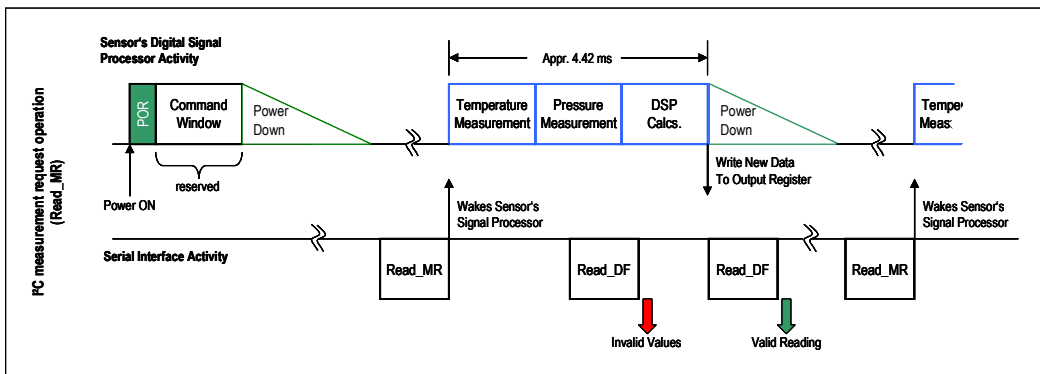 Sensor's Digital Signal
Processor Activity
Appr. 4.42 ms
POR
Command
Window
Power
Down
Temperature
Measurement
Pressure
Measurement
DSP
Calcs.
Power
Down
Temper
Meas
reserved
Power ON
Write New Data
To Output Register
Wakes Sensor's
Signal Processor
Wakes Sensor's
Signal Processor
Serial Interface Activity
Read_MR
Read_DF
Read_DF
Read_MR
Invalid Values
Valid Reading
I²C measurement request operation
(Read_MR)